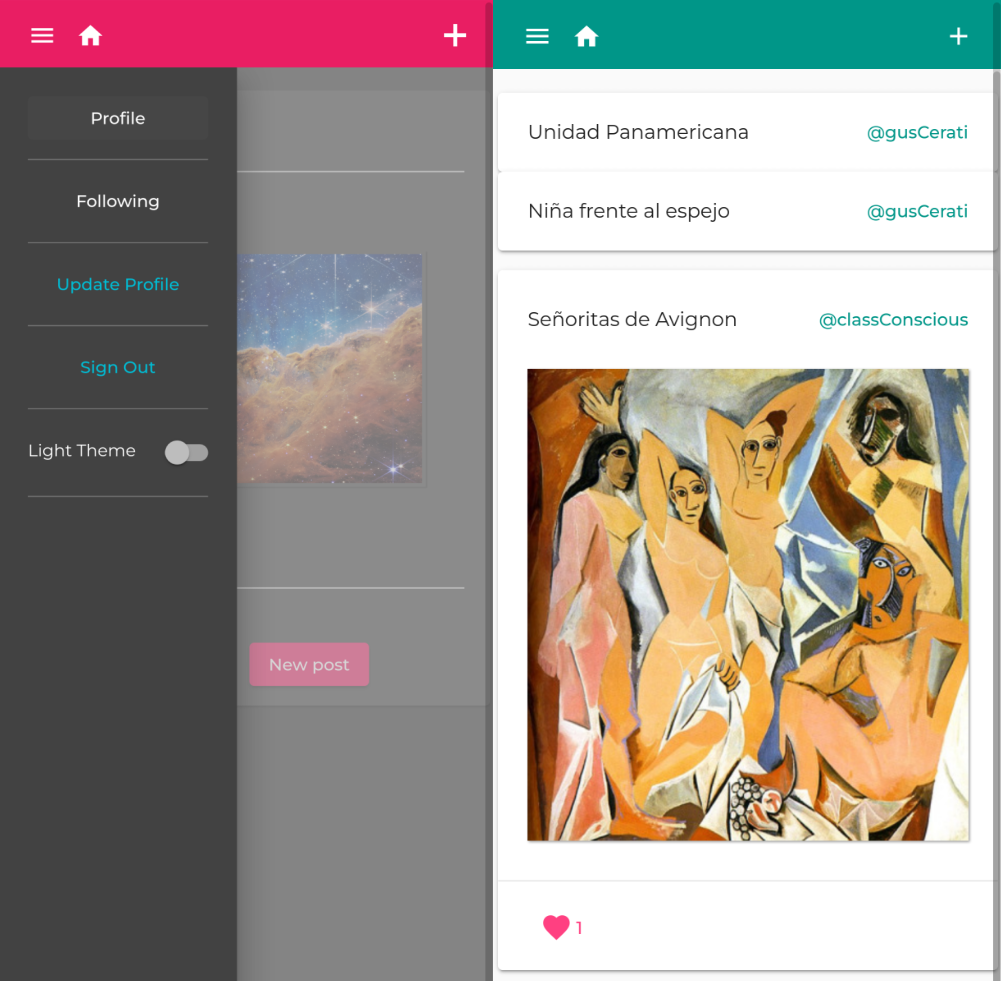 Profile
Following
Update Profile
Sign Out
Light Theme
New post
Unidad Panamericana @gusCerati
Niña frente al espejo @gusCerati
Señoritas de Avignon @classConscious
1